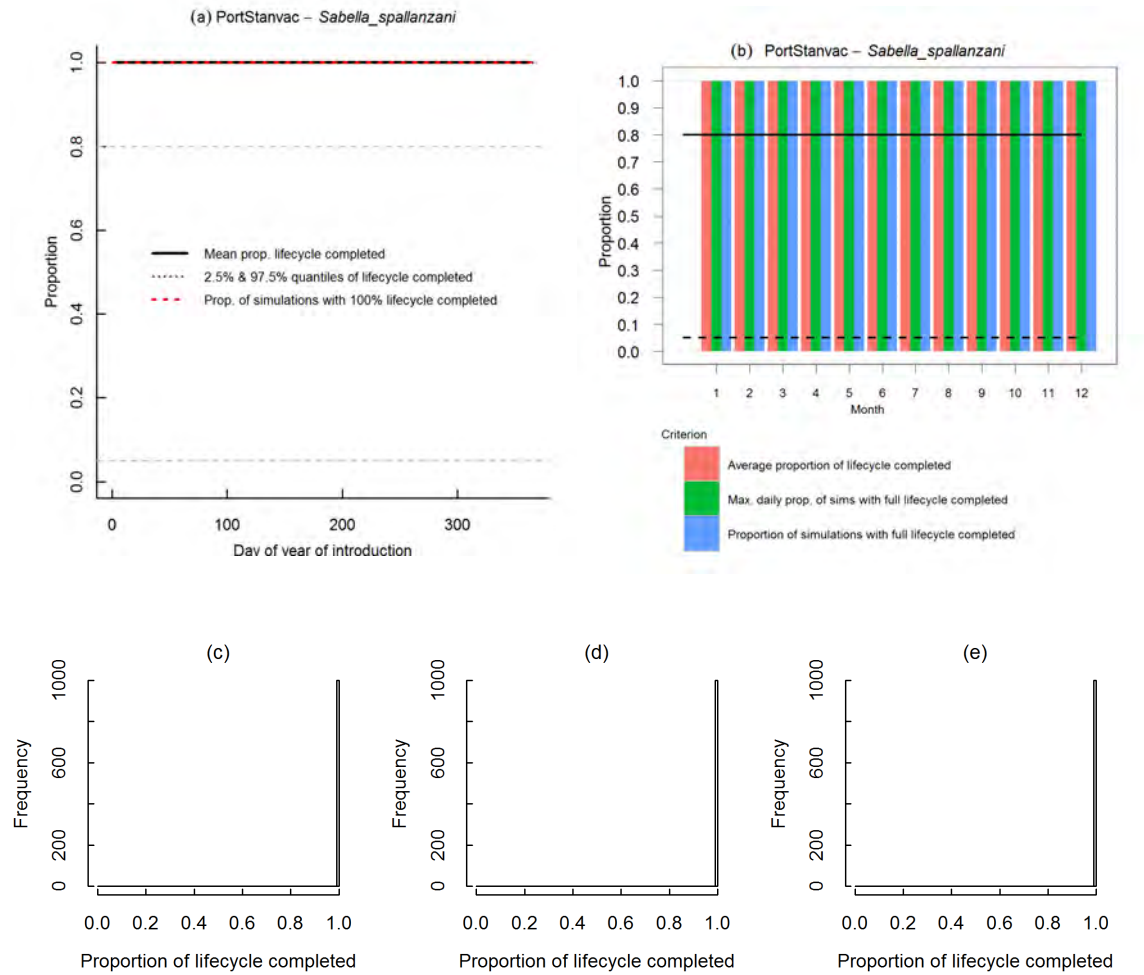 (a) PortStanvac – Sabella_spallanzani
1.0
0.8
0.6
0.4
0.2
0.0
Proportion
Mean prop. lifecycle completed
2.5% & 97.5% quantiles of lifecycle completed
Prop. of simulations with 100% lifecycle completed
0 100 200 300
Day of year of introduction
(b) PortStanvac – Sabella_spallanzani
1.0
0.9
0.8
0.7
0.6
0.5
0.4
0.3
0.2
0.1
0.0
Proportion
1 2 3 4 5 6 7 8 9 10 11 12
Month
Criterion
Average proportion of lifecycle completed
Max. daily prop. of sims with full lifecycle completed
Proportion of simulations with full lifecycle completed
(c)
1000
600
200
0
Frequency
0.0 0.2 0.4 0.6 0.8 1.0
Proportion of lifecycle completed
(d)
1000
600
200
0
Frequency
0.0 0.2 0.4 0.6 0.8 1.0
Proportion of lifecycle completed
(e)
1000
600
200
0
Frequency
0.0 0.2 0.4 0.6 0.8 1.0
Proportion of lifecycle completed